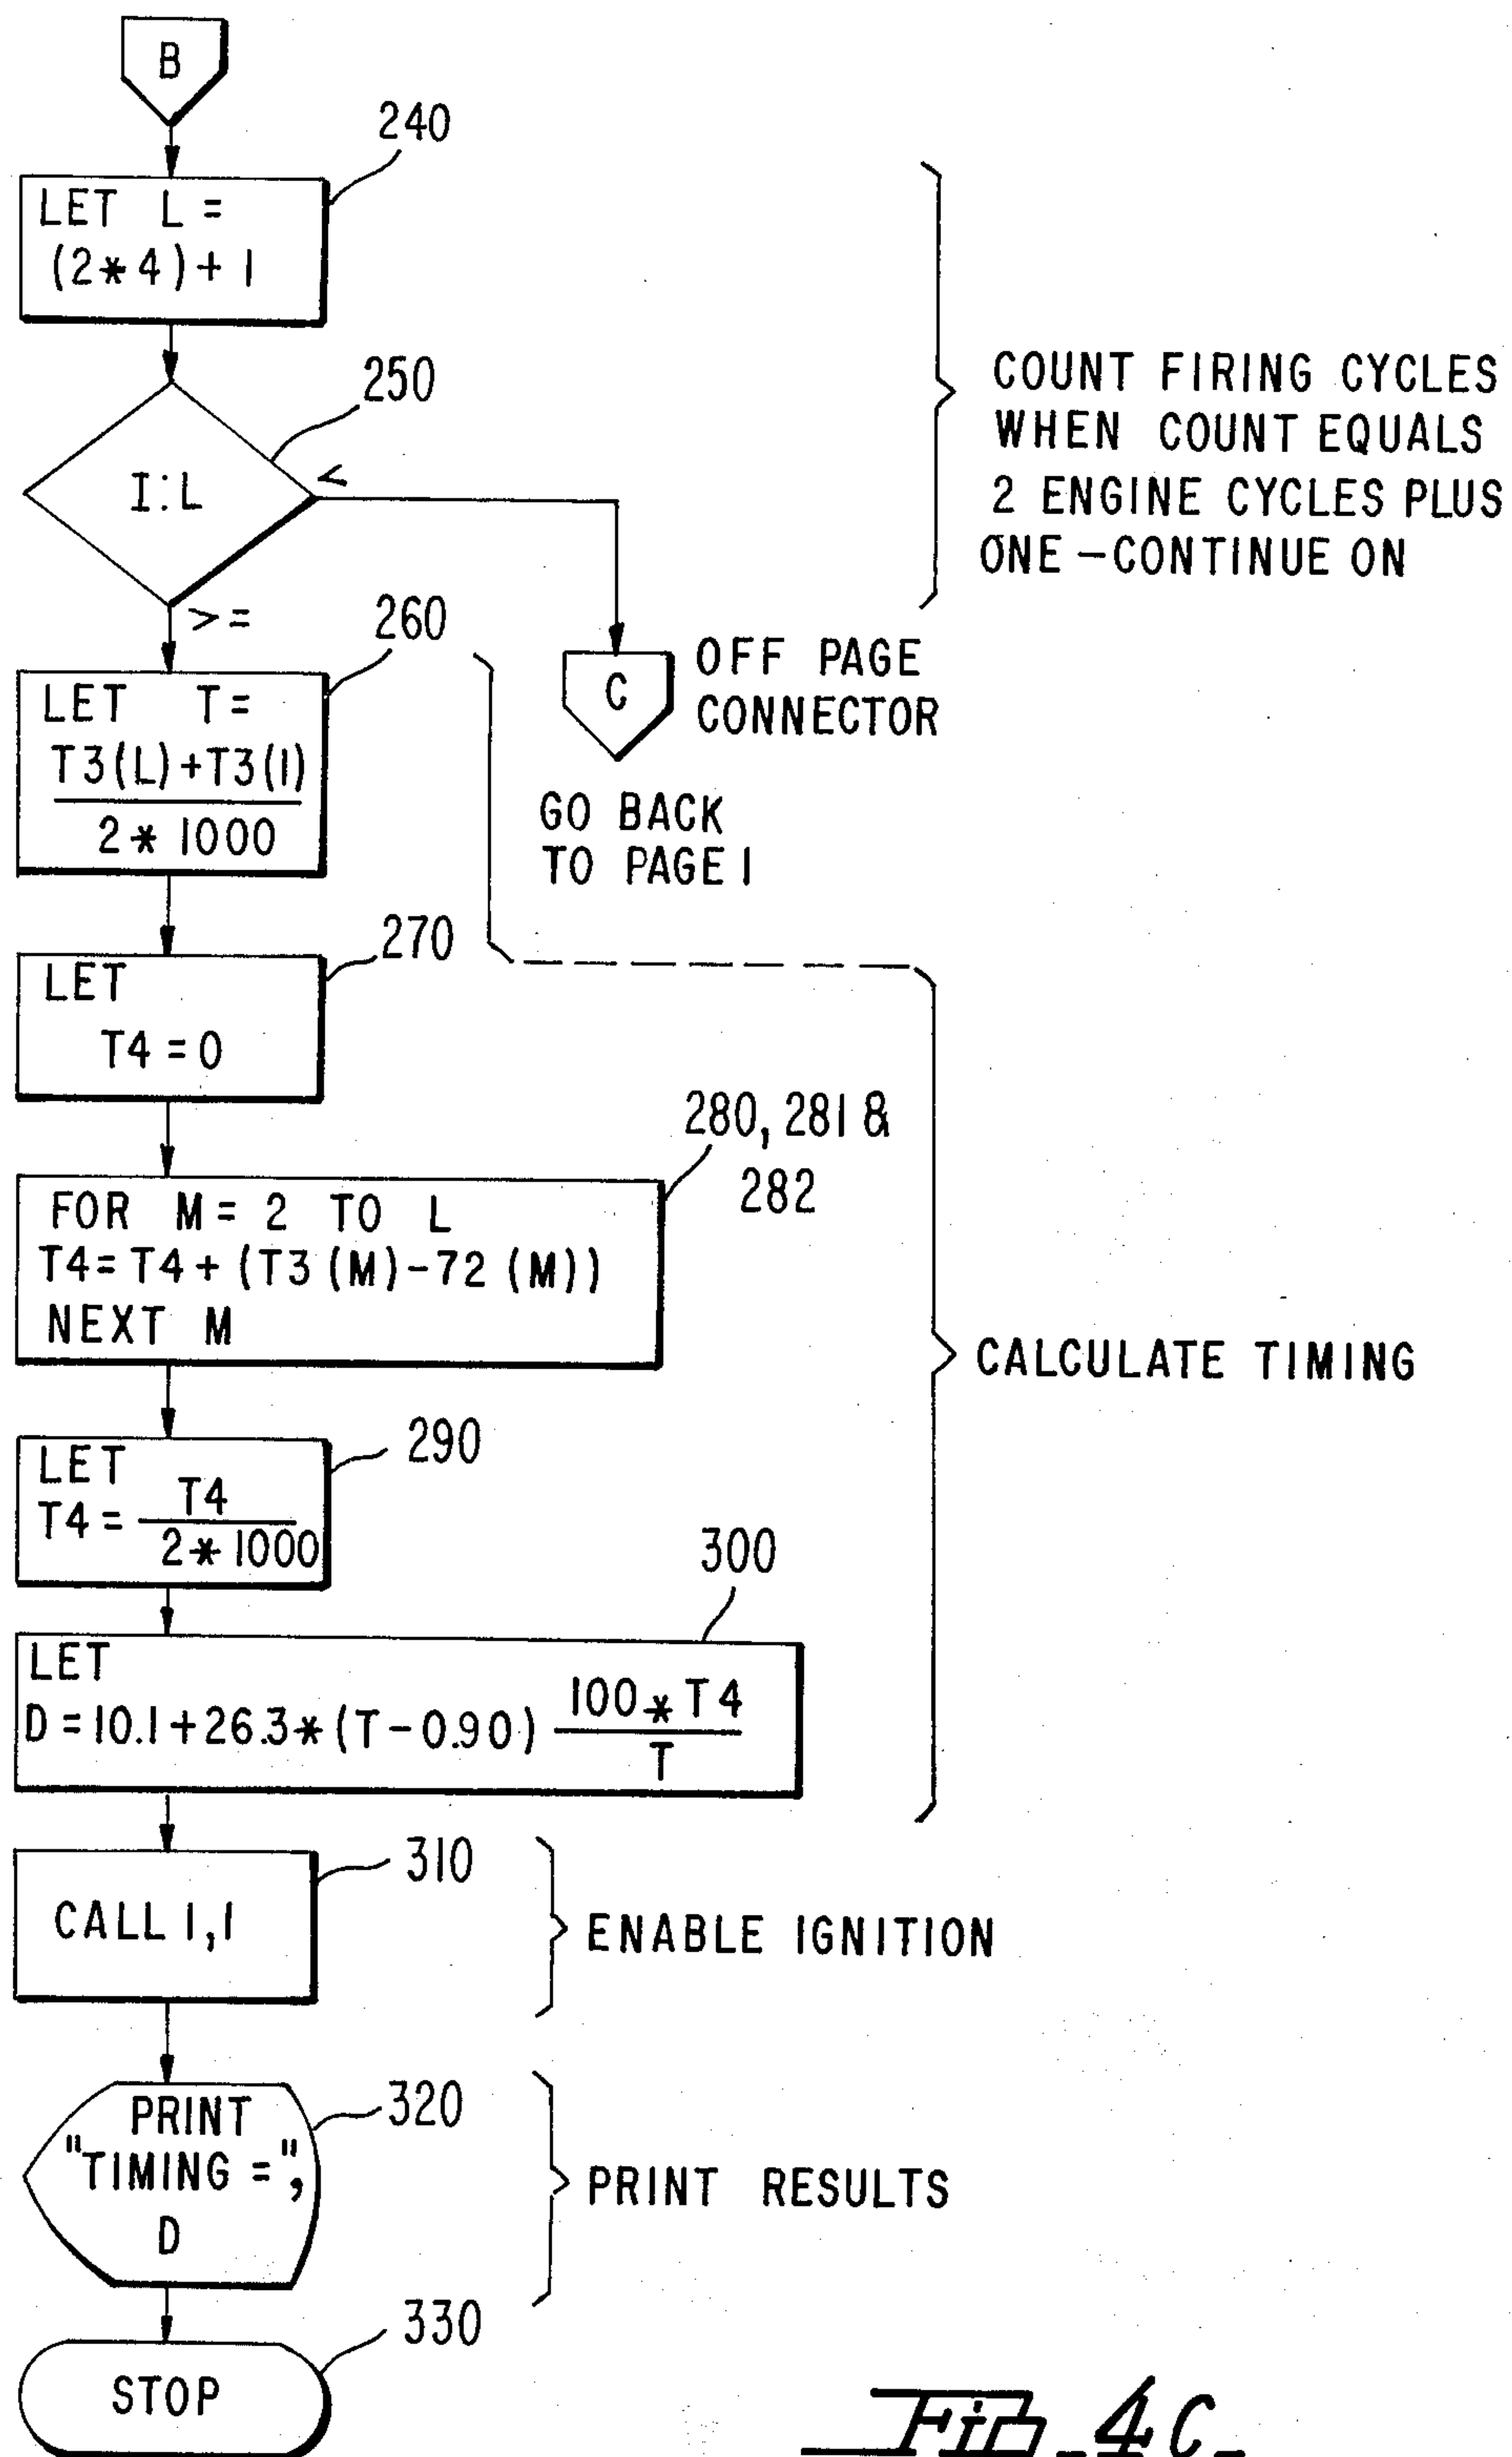 B
240
LET L =
(2*4)+1
250
I:L
<
>=
COUNT FIRING CYCLES
WHEN COUNT EQUALS
2 ENGINE CYCLES PLUS
ONE-CONTINUE ON
C
OFF PAGE
CONNECTOR
GO BACK
TO PAGE 1
260
LET T=
T3(L)+T3(1)
2* 1000
270
LET
T4=0
280, 281 &
282
FOR M= 2 TO L
T4=T4+(T3(M)-72(M))
NEXT M
CALCULATE TIMING
290
LET
T4= T4
2* 1000
300
LET
D=10.1+26.3*(T-0.90) 100*T4
T
310
CALL 1,1
ENABLE IGNITION
320
PRINT
"TIMING =",
D
PRINT RESULTS
330
STOP
Fig. 4C.